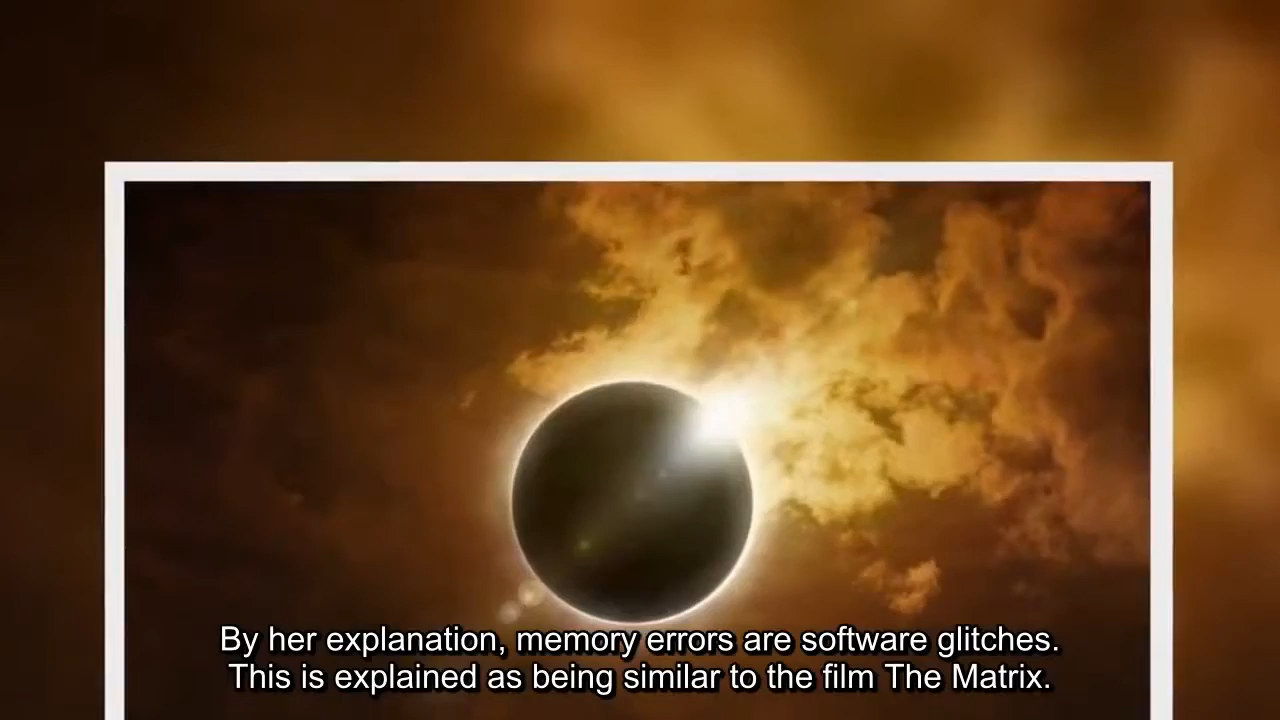 By her explanation, memory errors are software glitches.
This is explained as being similar to the film The Matrix.